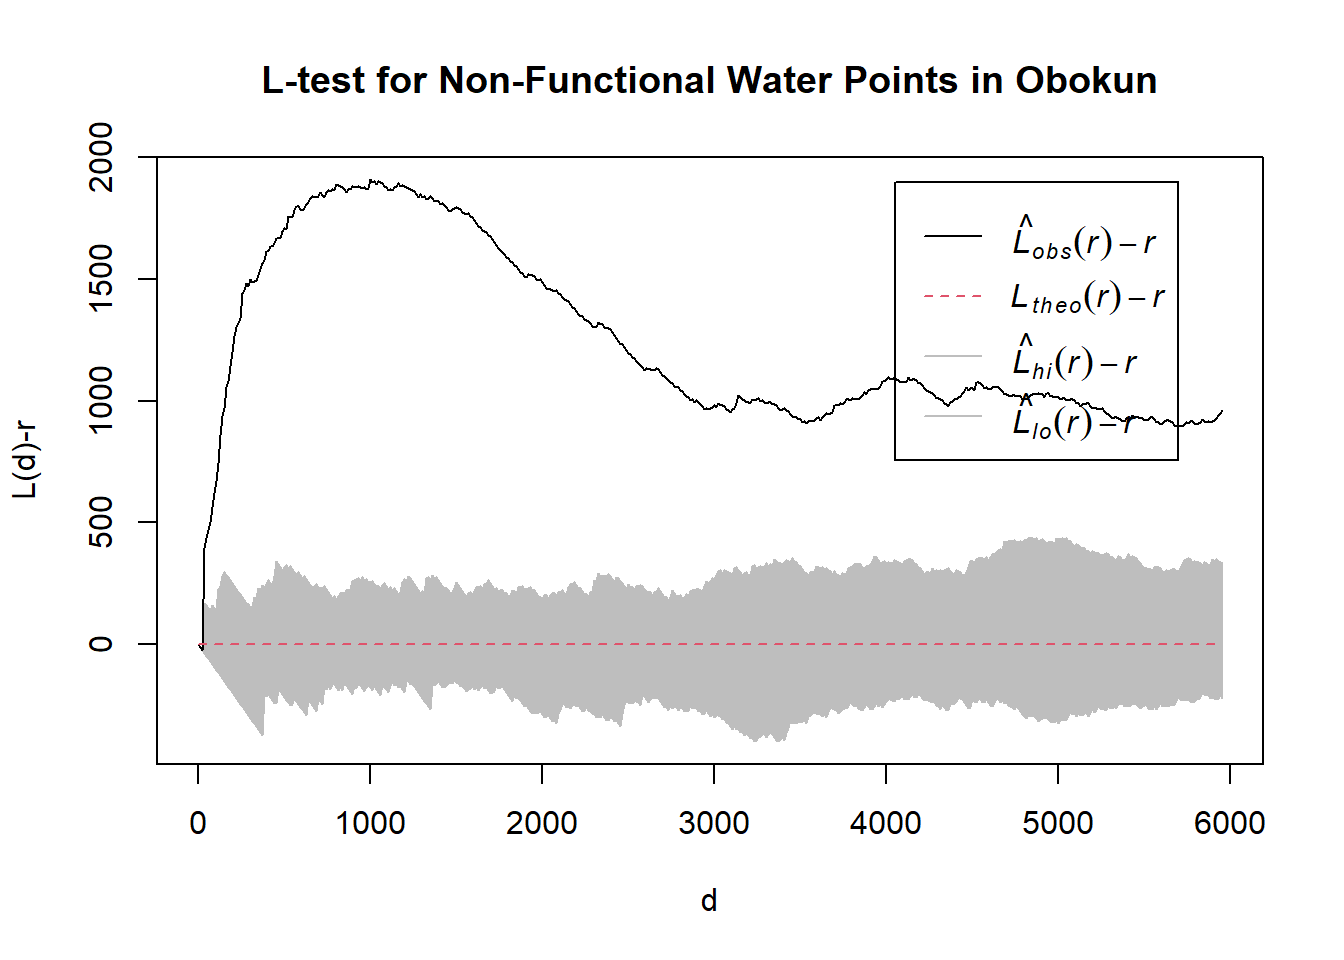 L-test for Non-Functional Water Points in Obokun
L(d)-r
2000
1500
1000
500
0
L̂obs(r) − r
Ltheo(r) − r
L̂hi(r) − r
L̂lo(r) − r
0 1000 2000 3000 4000 5000 6000
d